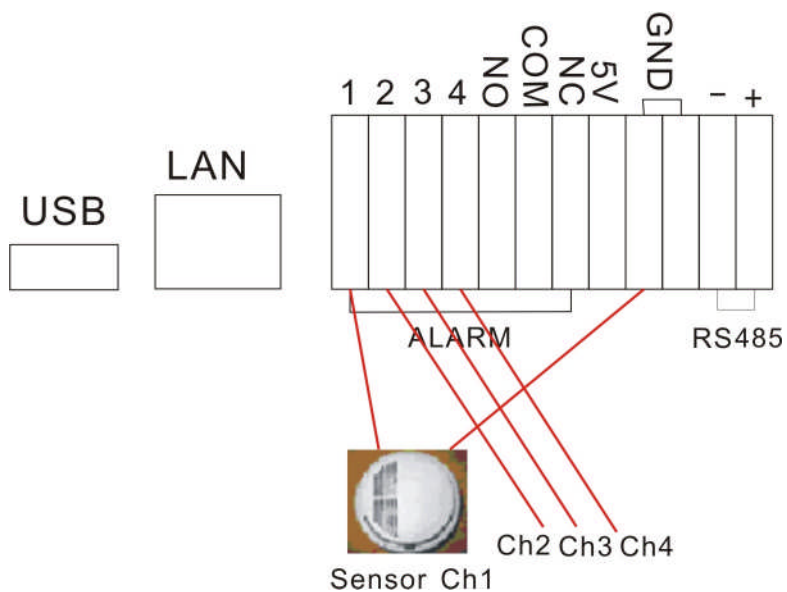 USB
LAN
1 2 3 4 NO COM NC 5V GND − +
ALARM
RS485
Sensor Ch1
Ch2 Ch3 Ch4